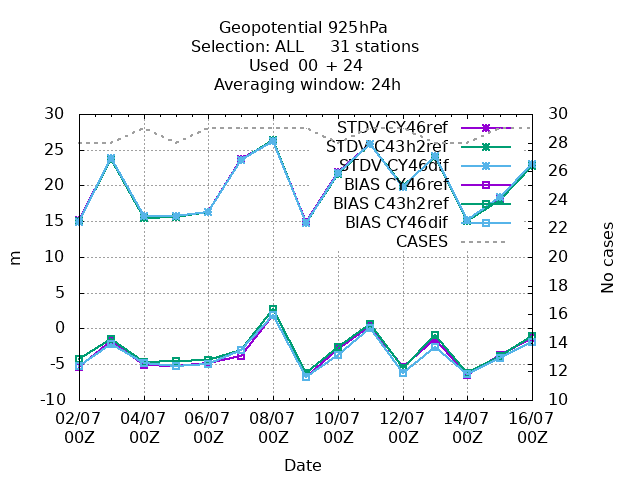 Geopotential 925hPa
Selection: ALL 31 stations
Used 00 + 24
Averaging window: 24h
30 30
STDV CY46ref
25 28
STDV C43h2ref
26
STDV CY46dif
20 24
BIAS CY46ref
BIAS C43h2ref
15 22
BIAS CY46dif
CASES
10 20
m
No cases
5 18
16
0
14
-5 12
-10 10
02/07 04/07 06/07 08/07 10/07 12/07 14/07 16/07
00Z 00Z 00Z 00Z 00Z 00Z 00Z 00Z
Date